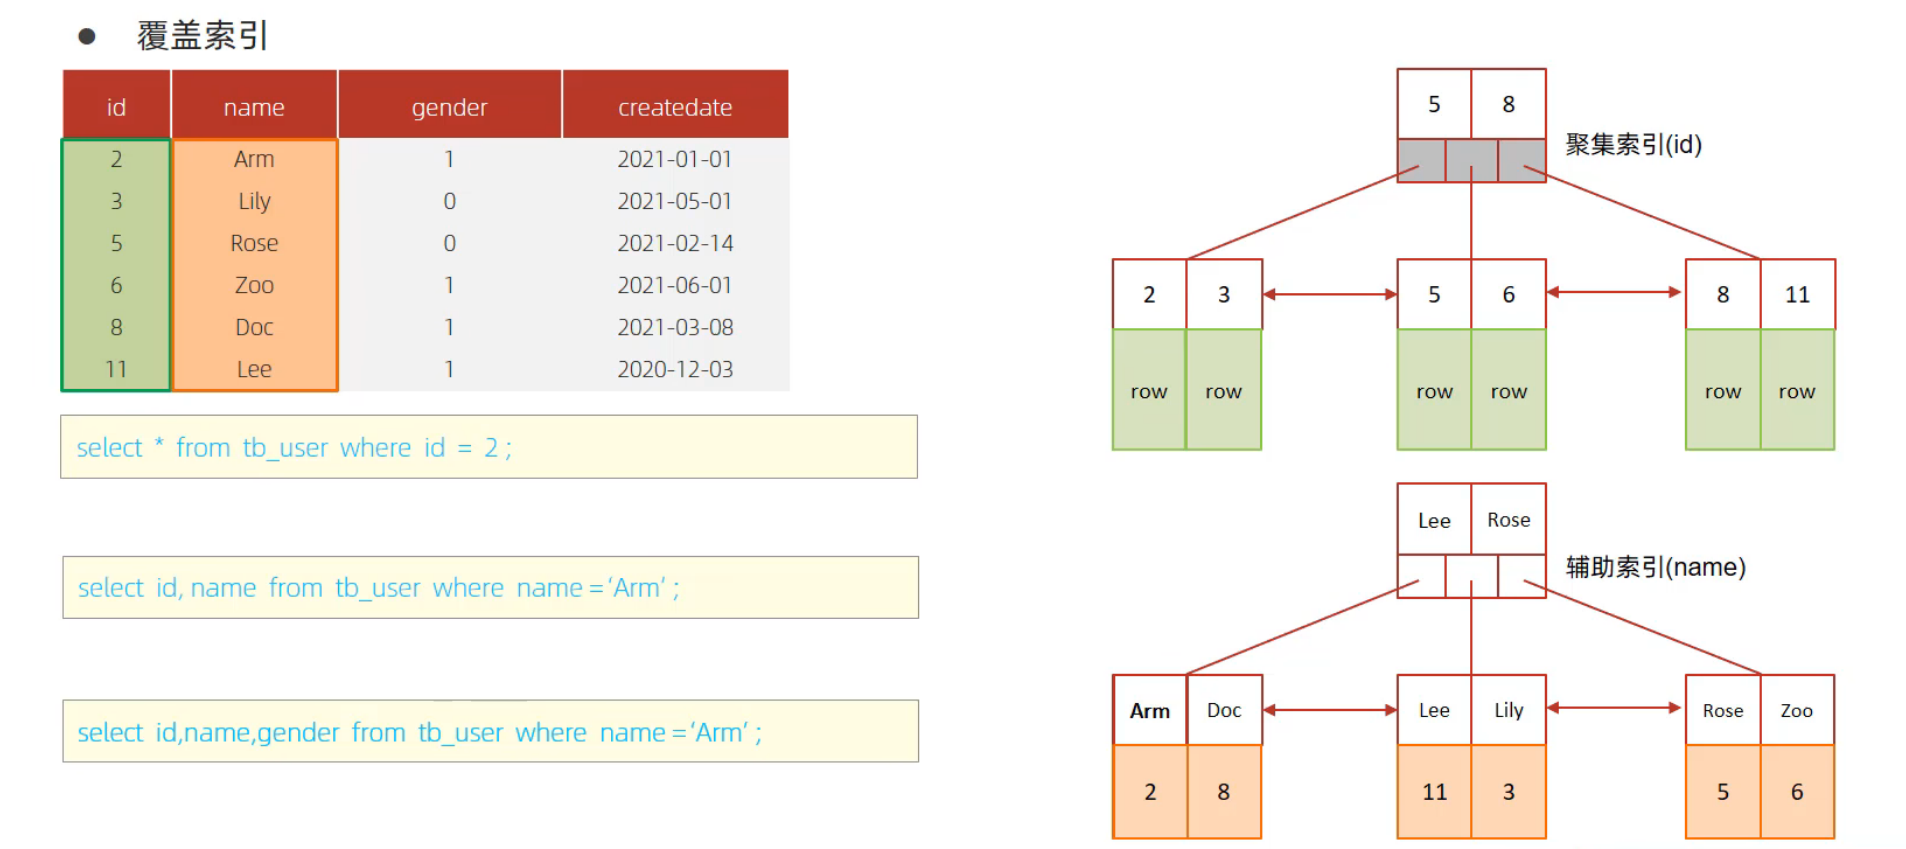 ● 覆盖索引
id name gender createdate
2 Arm 1 2021-01-01
3 Lily 0 2021-05-01
5 Rose 0 2021-02-14
6 Zoo 1 2021-06-01
8 Doc 1 2021-03-08
11 Lee 1 2020-12-03
select * from tb_user where id = 2 ;
select id, name from tb_user where name = ‘Arm’ ;
select id,name,gender from tb_user where name = ‘Arm’ ;
5 8
聚集索引(id)
2 3 5 6 8 11
row row row row row row
Lee Rose
辅助索引(name)
Arm Doc Lee Lily Rose Zoo
2 8 11 3 5 6